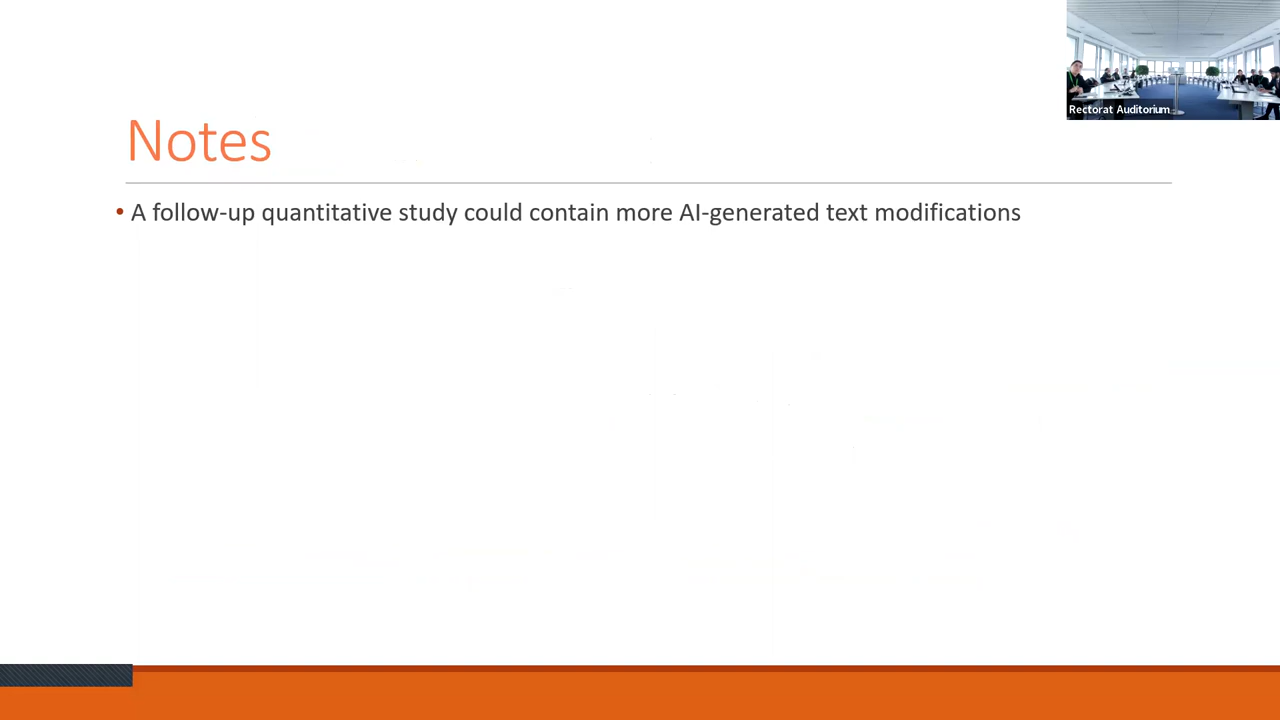 Rectorat Auditorium
Notes
• A follow-up quantitative study could contain more AI-generated text modifications